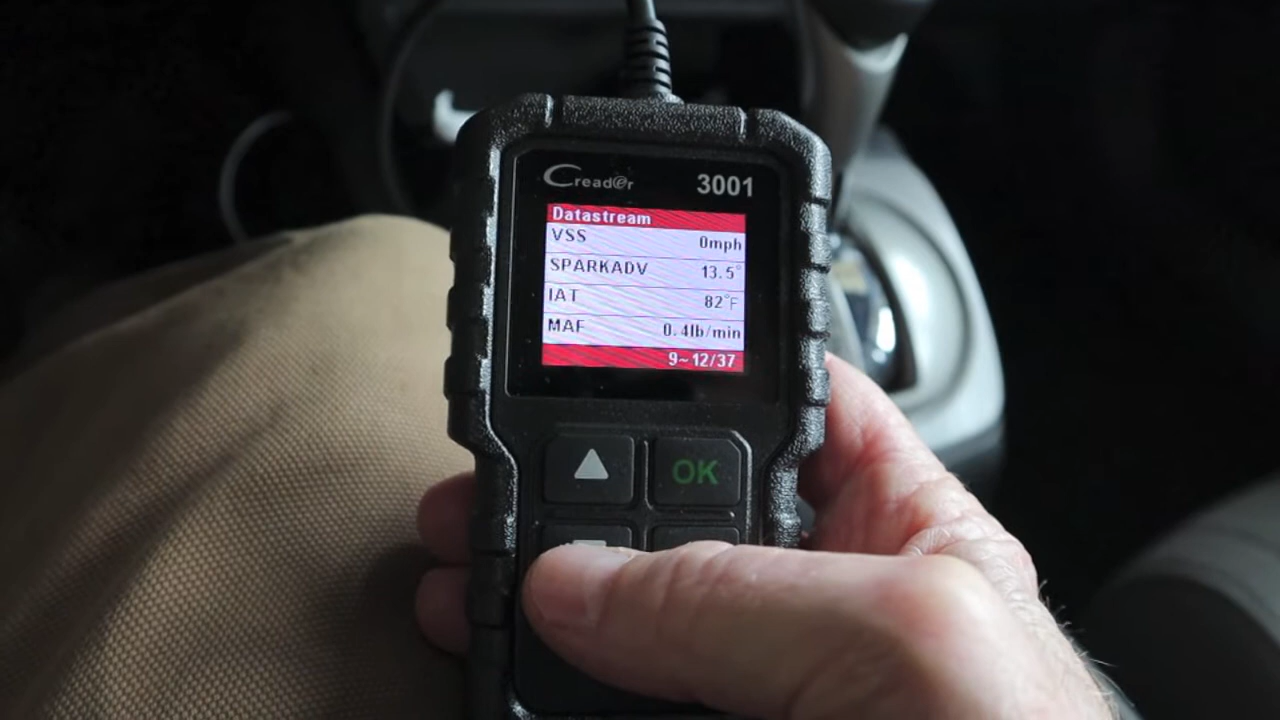 Creader 3001
Datastream
VSS 0mph
SPARKADV 13.5°
IAT 82°F
MAF 0.4lb/min
9~12/37
OK